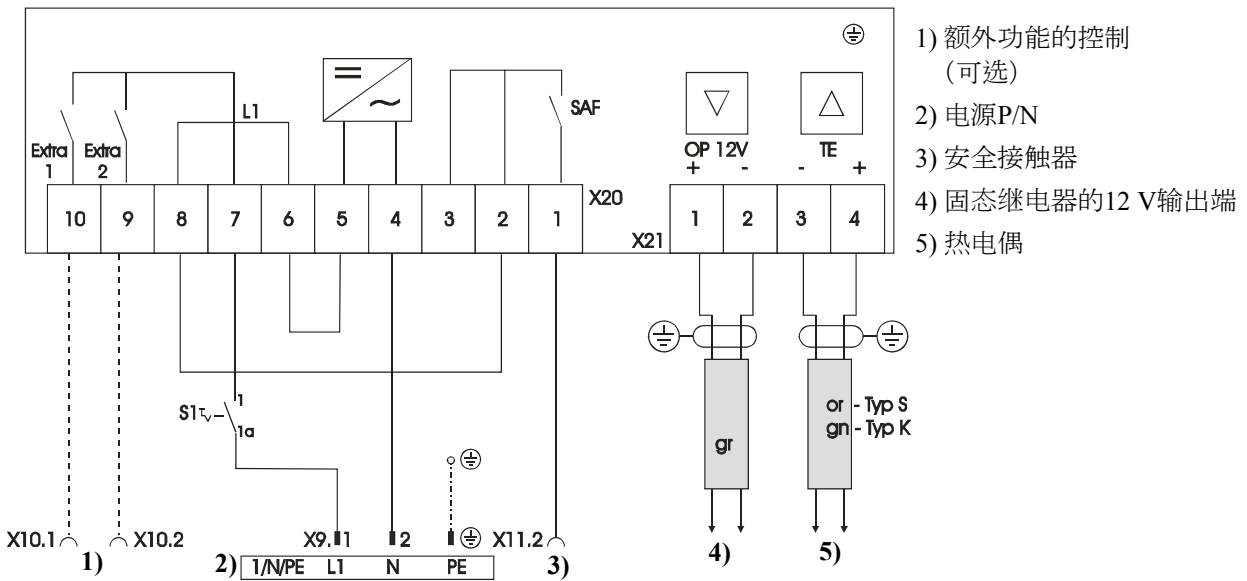 1) 额外功能的控制
（可选）
2) 电源P/N
3) 安全接触器
4) 固态继电器的12 V输出端
5) 热电偶
L1
SAF
Extra 1
Extra 2
OP 12V
+ -
TE
- +
10 9 8 7 6 5 4 3 2 1
X20
X21
1 2 3 4
S1
1
1a
gr
or - Typ S
gn - Typ K
X10.1
X10.2
X9.1
2
X11.2
1)
2)
1/N/PE L1 N PE
3)
4)
5)